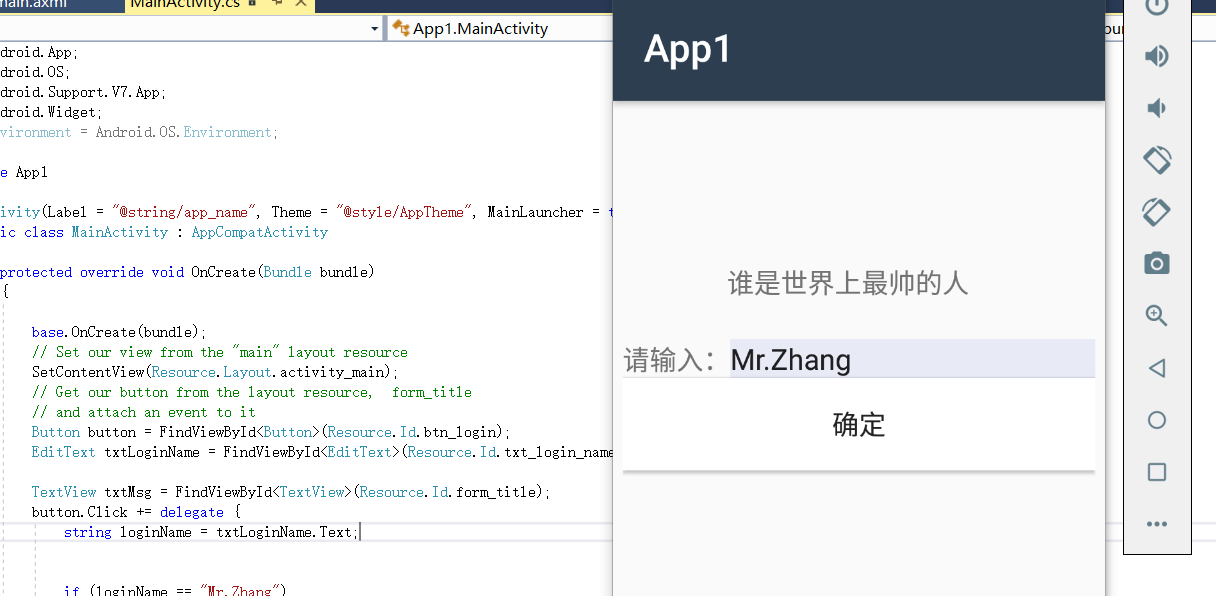 main.axml
MainActivity.cs
App1.MainActivity
droid.App;
droid.OS;
droid.Support.V7.App;
droid.Widget;
vironment = Android.OS.Environment;
e App1
ivity(Label = "@string/app_name", Theme = "@style/AppTheme", MainLauncher = t
ic class MainActivity : AppCompatActivity
protected override void OnCreate(Bundle bundle)
{
base.OnCreate(bundle);
// Set our view from the "main" layout resource
SetContentView(Resource.Layout.activity_main);
// Get our button from the layout resource, form_title
// and attach an event to it
Button button = FindViewById<Button>(Resource.Id.btn_login);
EditText txtLoginName = FindViewById<EditText>(Resource.Id.txt_login_name
TextView txtMsg = FindViewById<TextView>(Resource.Id.form_title);
button.Click += delegate {
string loginName = txtLoginName.Text;
if (loginName == "Mr.Zhang")
App1
谁是世界上最帅的人
请输入：Mr.Zhang
确定